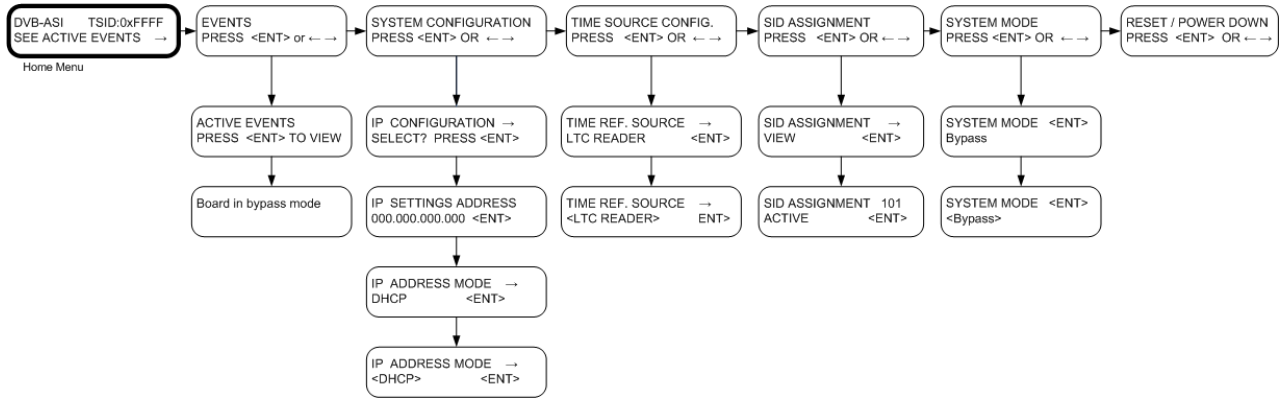 DVB-ASI TSID:0xFFFF
SEE ACTIVE EVENTS →
Home Menu
EVENTS
PRESS <ENT> or ← →
SYSTEM CONFIGURATION
PRESS <ENT> OR ← →
TIME SOURCE CONFIG.
PRESS <ENT> OR ← →
SID ASSIGNMENT
PRESS <ENT> OR ← →
SYSTEM MODE
PRESS <ENT> OR ← →
RESET / POWER DOWN
PRESS <ENT> OR ← →
ACTIVE EVENTS
PRESS <ENT> TO VIEW
IP CONFIGURATION →
SELECT? PRESS <ENT>
TIME REF. SOURCE →
LTC READER <ENT>
SID ASSIGNMENT →
VIEW <ENT>
SYSTEM MODE <ENT>
Bypass
Board in bypass mode
IP SETTINGS ADDRESS
000.000.000.000 <ENT>
TIME REF. SOURCE →
<LTC READER> ENT>
SID ASSIGNMENT 101
ACTIVE <ENT>
SYSTEM MODE <ENT>
<Bypass>
IP ADDRESS MODE →
DHCP <ENT>
IP ADDRESS MODE →
<DHCP> <ENT>